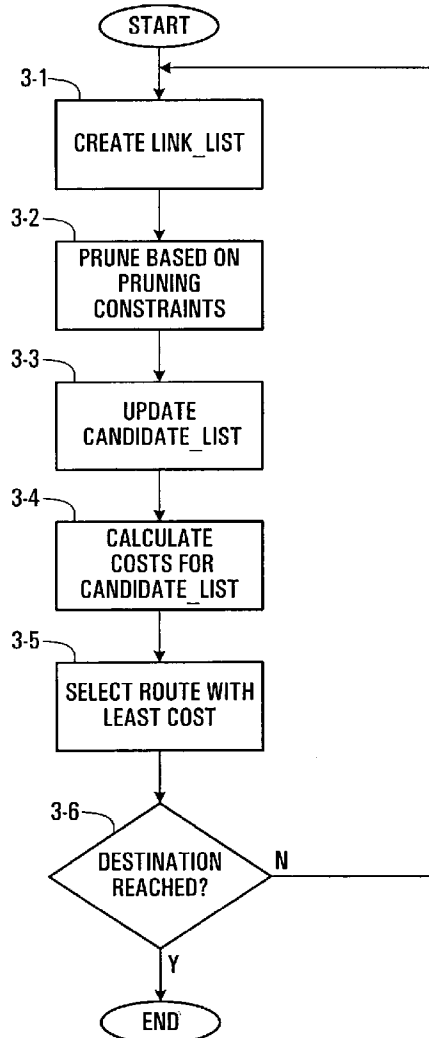 START
3-1
CREATE LINK_LIST
3-2
PRUNE BASED ON
PRUNING
CONSTRAINTS
3-3
UPDATE
CANDIDATE_LIST
3-4
CALCULATE
COSTS FOR
CANDIDATE_LIST
3-5
SELECT ROUTE WITH
LEAST COST
3-6
DESTINATION
REACHED?
N
Y
END